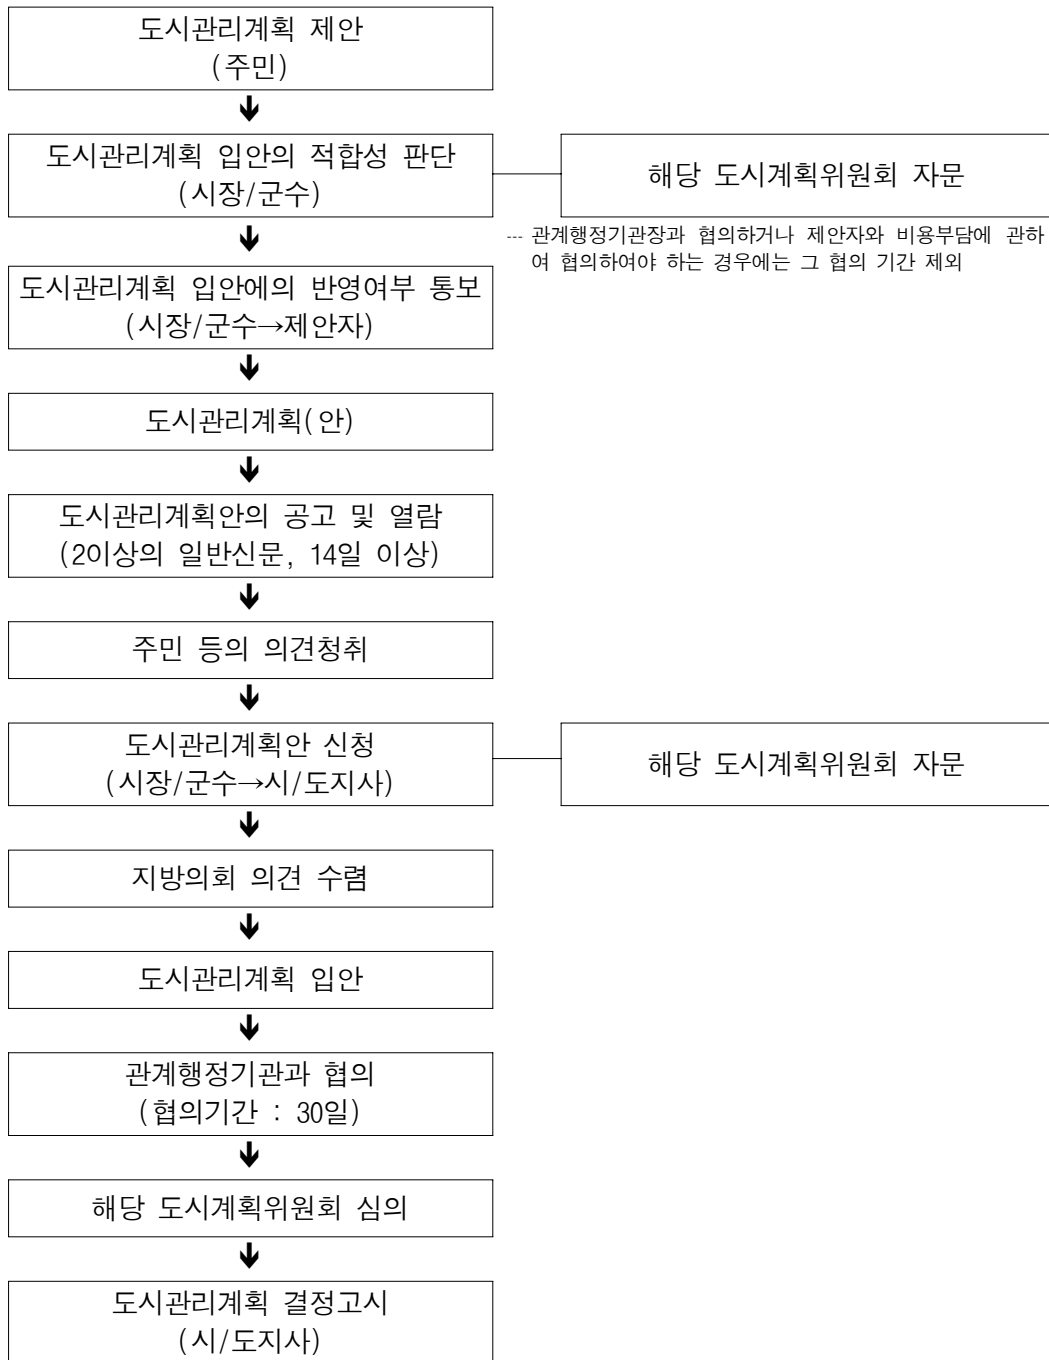 도시관리계획 제안
(주민)
도시관리계획 입안의 적합성 판단
(시장/군수)
해당 도시계획위원회 자문
--- 관계행정기관장과 협의하거나 제안자와 비용부담에 관하
여 협의하여야 하는 경우에는 그 협의 기간 제외
도시관리계획 입안에의 반영여부 통보
(시장/군수→제안자)
도시관리계획(안)
도시관리계획안의 공고 및 열람
(2이상의 일반신문, 14일 이상)
주민 등의 의견청취
도시관리계획안 신청
(시장/군수→시/도지사)
해당 도시계획위원회 자문
지방의회 의견 수렴
도시관리계획 입안
관계행정기관과 협의
(협의기간 : 30일)
해당 도시계획위원회 심의
도시관리계획 결정고시
(시/도지사)